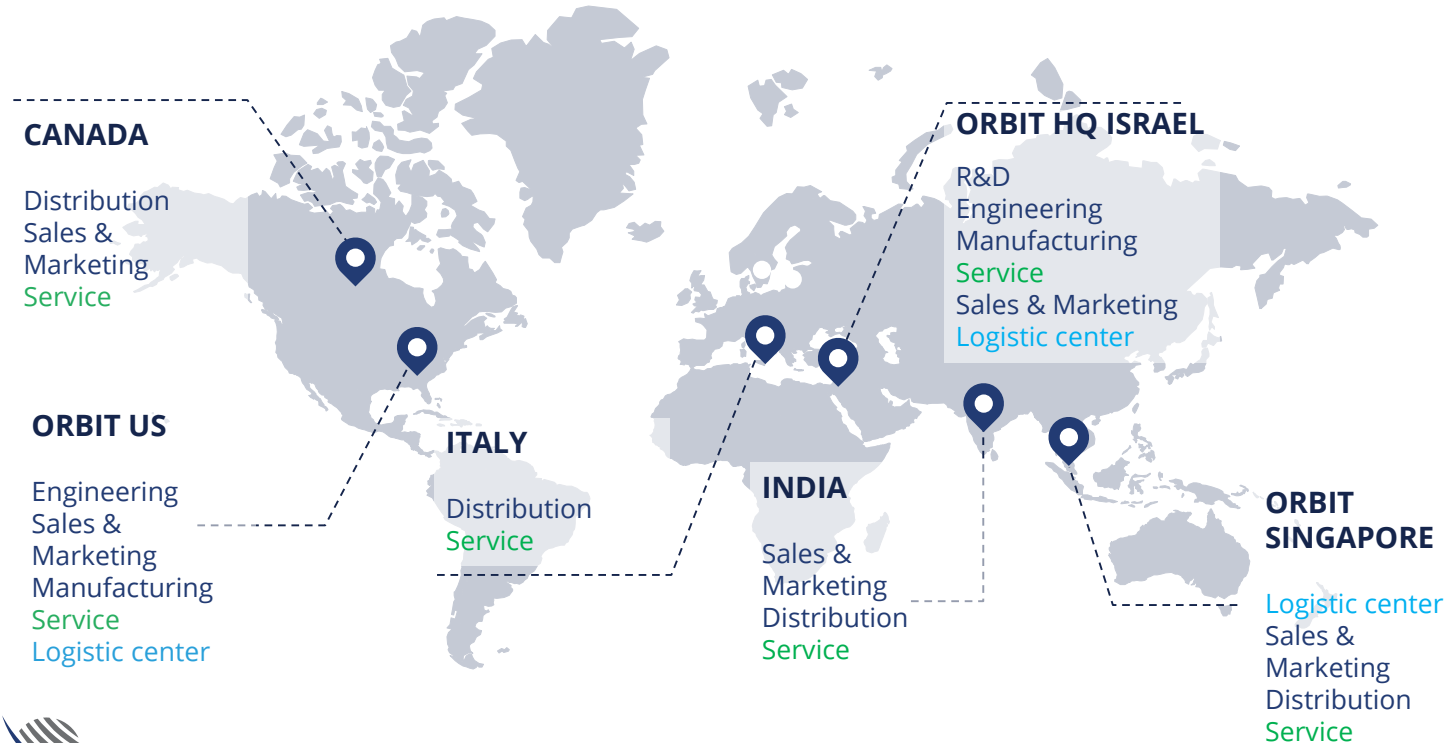 CANADA
Distribution
Sales &
Marketing
Service
ORBIT HQ ISRAEL
R&D
Engineering
Manufacturing
Service
Sales & Marketing
Logistic center
ORBIT US
Engineering
Sales &
Marketing
Manufacturing
Service
Logistic center
ITALY
Distribution
Service
INDIA
Sales &
Marketing
Distribution
Service
ORBIT
SINGAPORE
Logistic center
Sales &
Marketing
Distribution
Service